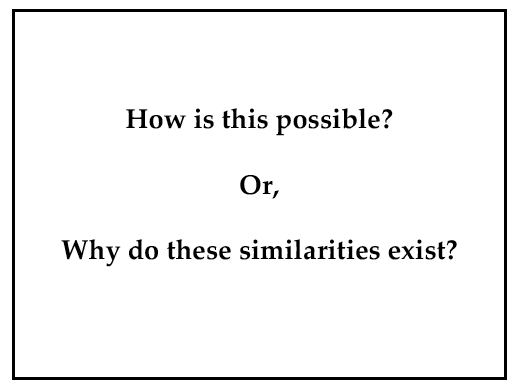 How is this possible?
Or,
Why do these similarities exist?